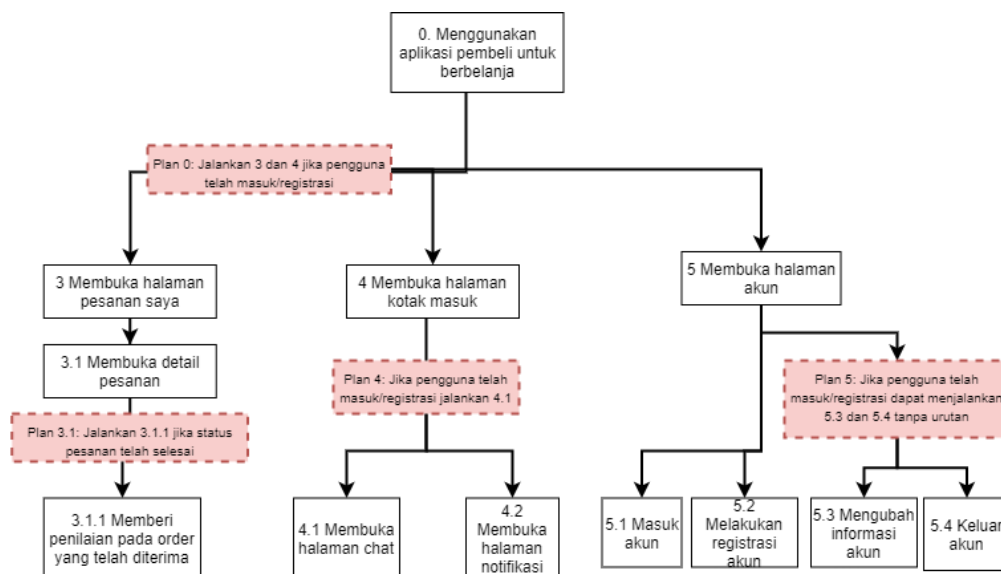 0. Menggunakan
aplikasi pembeli untuk
berbelanja
Plan 0: Jalankan 3 dan 4 jika pengguna
telah masuk/registrasi
3 Membuka halaman
pesanan saya
4 Membuka halaman
kotak masuk
5 Membuka halaman
akun
3.1 Membuka detail
pesanan
Plan 3.1: Jalankan 3.1.1 jika status
pesanan telah selesai
Plan 4: Jika pengguna telah
masuk/registrasi jalankan 4.1
Plan 5: Jika pengguna telah
masuk/registrasi dapat menjalankan
5.3 dan 5.4 tanpa urutan
3.1.1 Memberi
penilaian pada order
yang telah diterima
4.1 Membuka
halaman chat
4.2
Membuka
halaman
notifikasi
5.1 Masuk
akun
5.2
Melakukan
registrasi
akun
5.3 Mengubah
informasi
akun
5.4 Keluar
akun